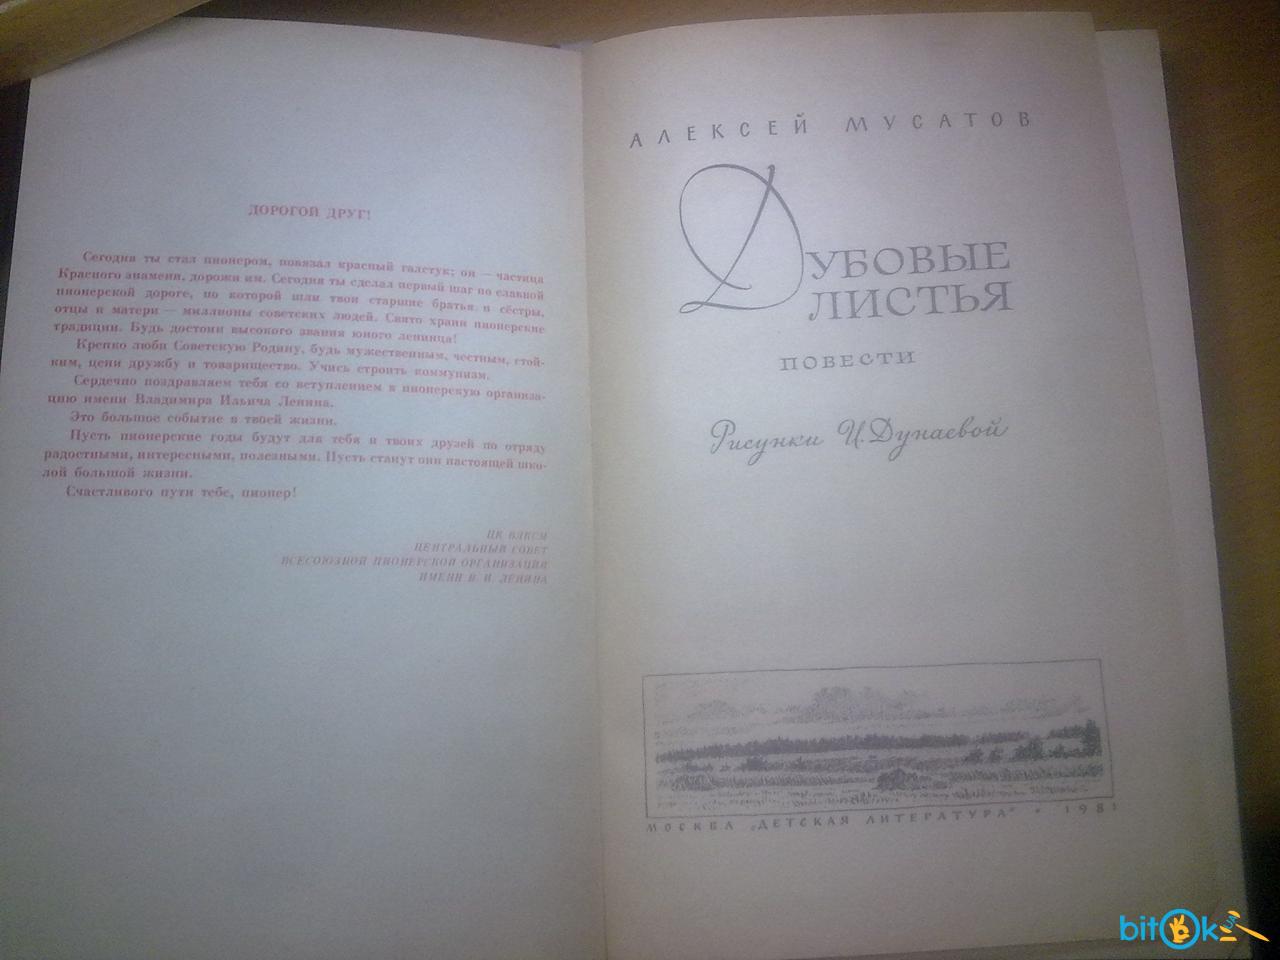 ДОРОГОЙ ДРУГ!
Сегодня ты стал пионером, повязал красный галстук; он — частица
Красного знамени, дорожи им. Сегодня ты сделал первый шаг по славной
пионерской дороге, по которой шли твои старшие братья и сёстры,
отцы и матери — миллионы советских людей. Свято храни пионерские
традиции. Будь достоин высокого звания юного ленинца!
Крепко люби Советскую Родину, будь мужественным, честным, стой-
ким, цени дружбу и товарищество. Учись строить коммунизм.
Сердечно поздравляем тебя со вступлением в пионерскую организа-
цию имени Владимира Ильича Ленина.
Это большое событие в твоей жизни.
Пусть пионерские годы будут для тебя и твоих друзей по отряду
радостными, интересными, полезными. Пусть станут они настоящей шко-
лой большой жизни.
Счастливого пути тебе, пионер!
ЦК ВЛКСМ
ЦЕНТРАЛЬНЫЙ СОВЕТ
ВСЕСОЮЗНОЙ ПИОНЕРСКОЙ ОРГАНИЗАЦИИ
ИМЕНИ В. И. ЛЕНИНА
АЛЕКСЕЙ МУСАТОВ
ДУБОВЫЕ
ЛИСТЬЯ
ПОВЕСТИ
Рисунки И. Дунаевой
МОСКВА „ДЕТСКАЯ ЛИТЕРАТУРА“ • 1981
bitOk